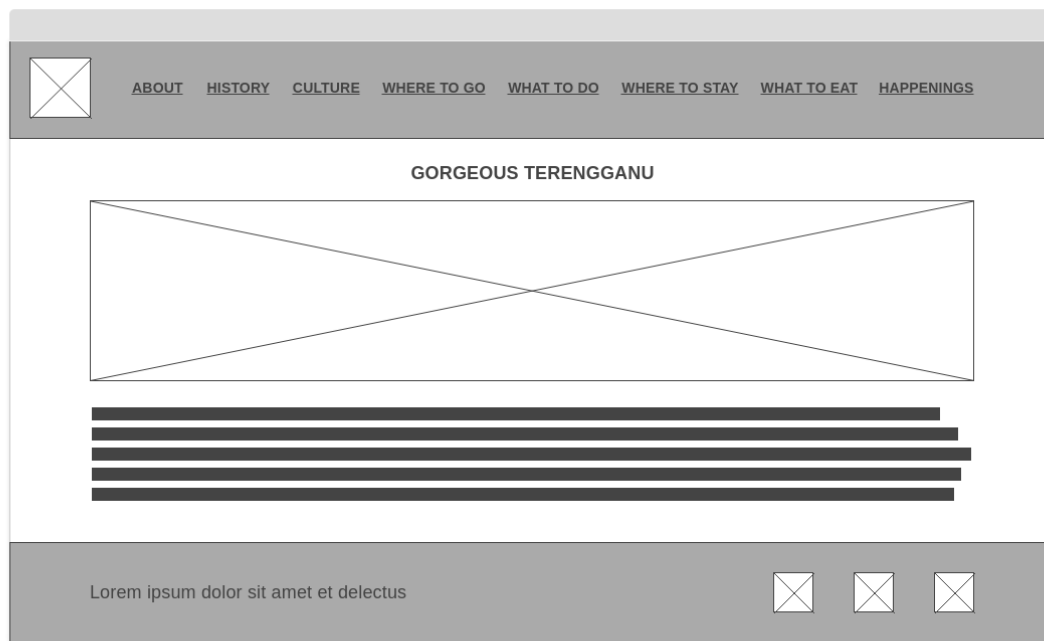 ABOUT HISTORY CULTURE WHERE TO GO WHAT TO DO WHERE TO STAY WHAT TO EAT HAPPENINGS
GORGEOUS TERENGGANU
Lorem ipsum dolor sit amet et delectus